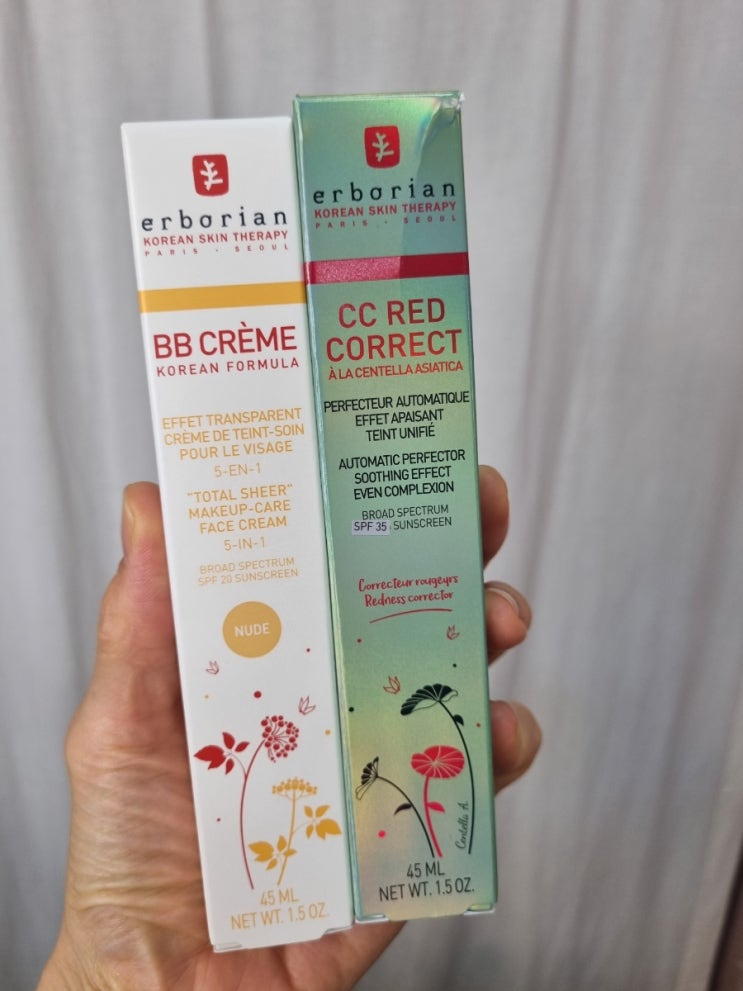 erborian
KOREAN SKIN THERAPY
PARIS - SEOUL
BB CRÈME
KOREAN FORMULA
EFFET TRANSPARENT
CRÈME DE TEINT-SOIN
POUR LE VISAGE
5-EN-1
"TOTAL SHEER"
MAKEUP-CARE
FACE CREAM
5-IN-1
BROAD SPECTRUM
SPF 20 SUNSCREEN
NUDE
45 ML
NET WT. 1.5 OZ.
erborian
KOREAN SKIN THERAPY
PARIS - SEOUL
CC RED
CORRECT
À LA CENTELLA ASIATICA
PERFECTEUR AUTOMATIQUE
EFFET APAISANT
TEINT UNIFIÉ
AUTOMATIC PERFECTOR
SOOTHING EFFECT
EVEN COMPLEXION
BROAD SPECTRUM
SPF 35 SUNSCREEN
Correcteur rougeurs
Redness corrector
Centella A.
45 ML
NET WT. 1.5 OZ.